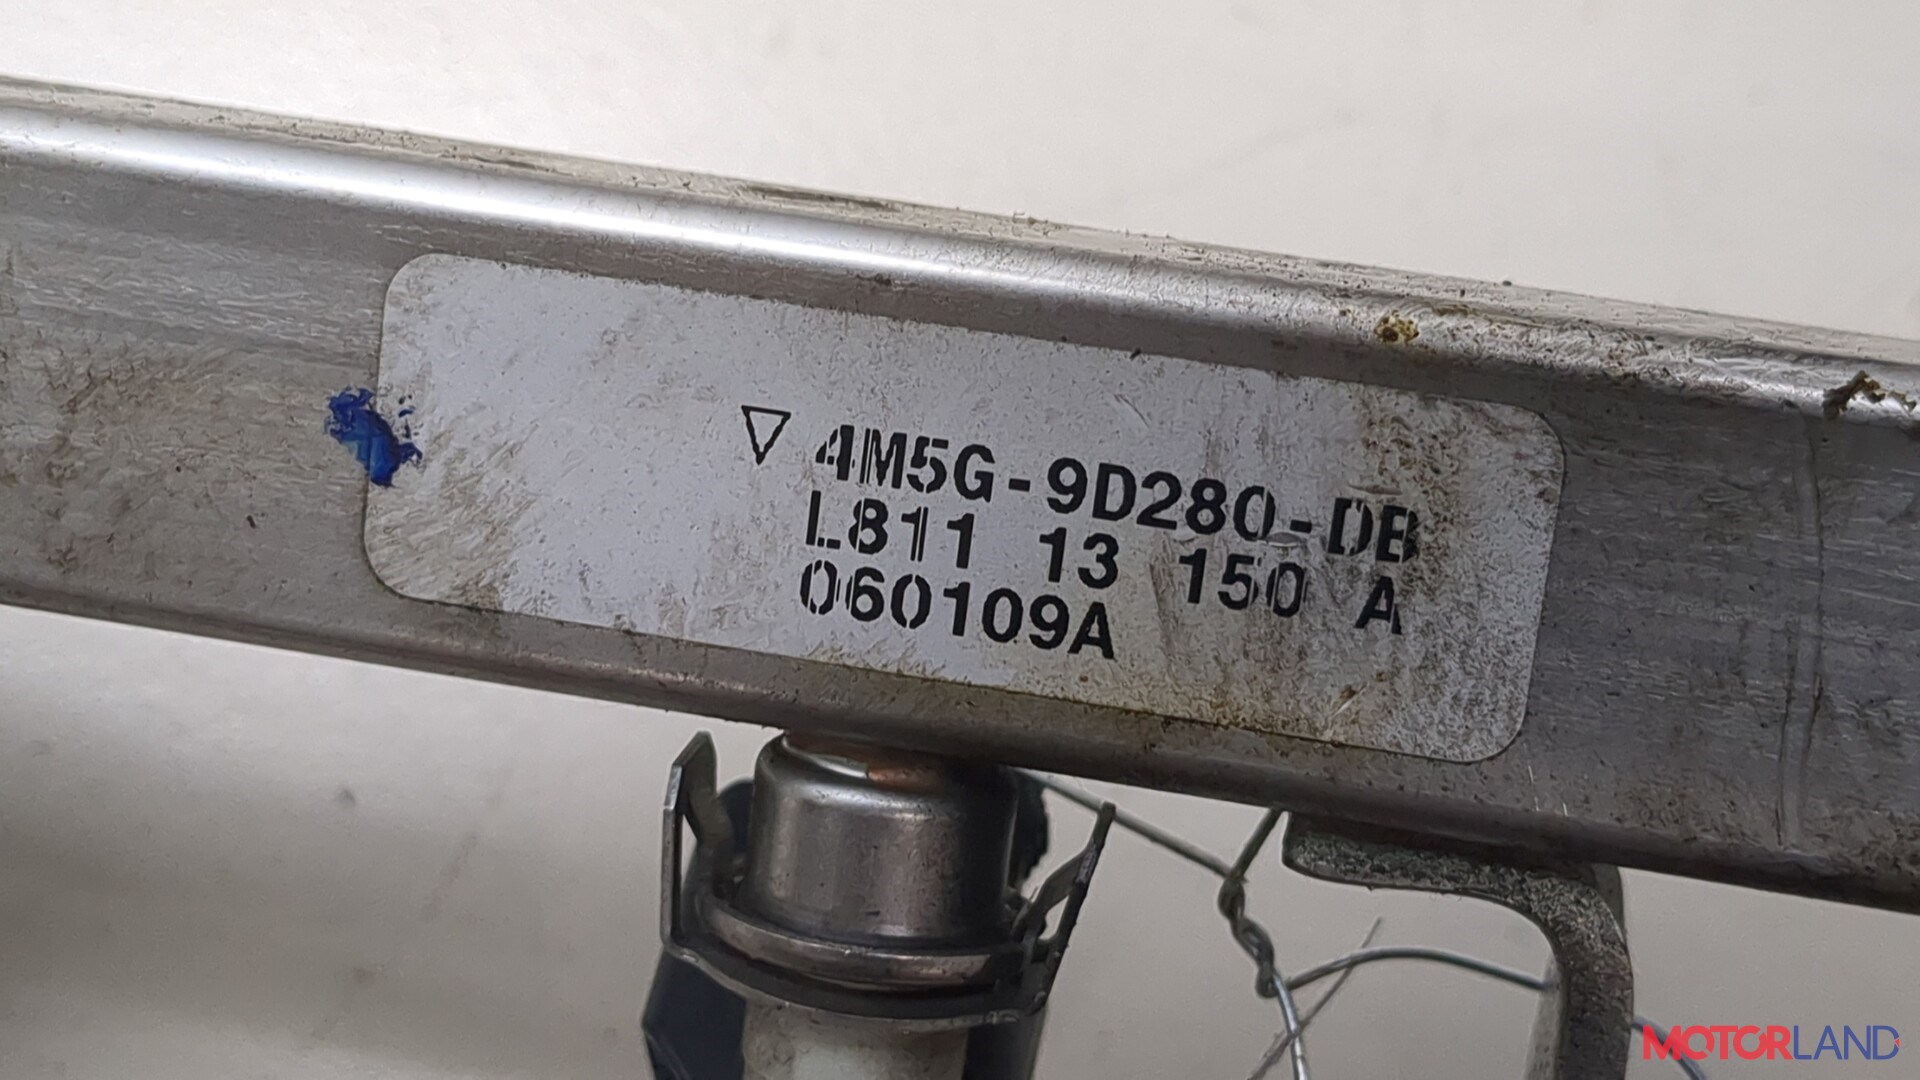 4M5G-9D280-DB
L811 13 150 A
060109A
MOTORLAND